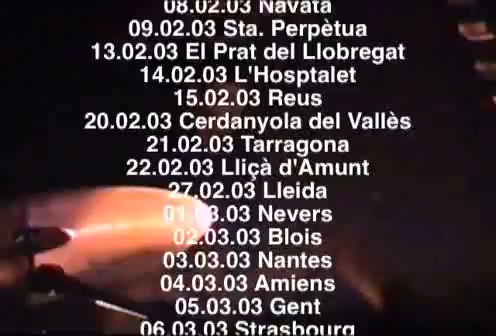 08.02.03 Navata
09.02.03 Sta. Perpètua
13.02.03 El Prat del Llobregat
14.02.03 L'Hosptalet
15.02.03 Reus
20.02.03 Cerdanyola del Vallès
21.02.03 Tarragona
22.02.03 Lliçà d'Amunt
27.02.03 Lleida
01.03.03 Nevers
02.03.03 Blois
03.03.03 Nantes
04.03.03 Amiens
05.03.03 Gent
06.03.03 Strasbourg